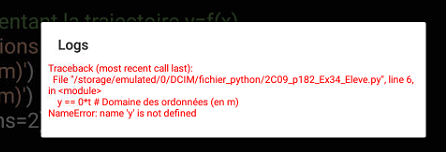 entant la trajectoire y=f(x)
ions
Logs
Traceback (most recent call last):
File "/storage/emulated/0/DCIM/fichier_python/2C09_p182_Ex34_Eleve.py", line 6,
in <module>
y == 0*t # Domaine des ordonnées (en m)
NameError: name 'y' is not defined
m)')
m)')
ns=2